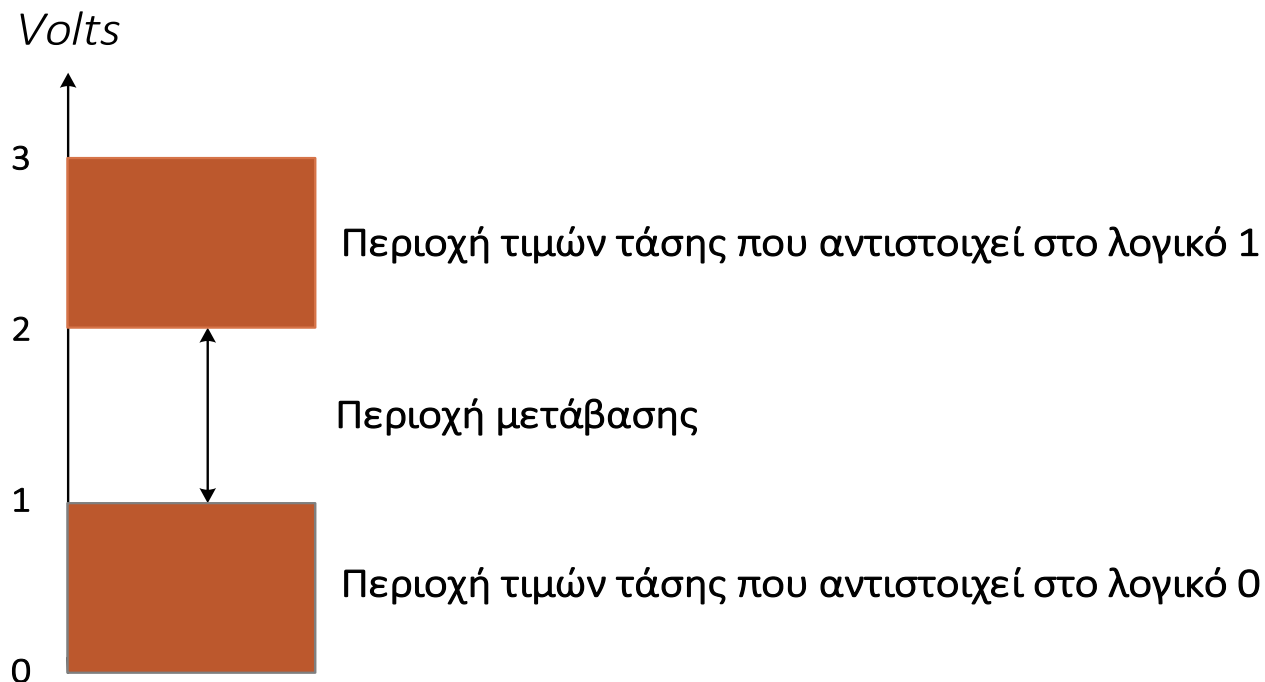 Volts
3
Περιοχή τιμών τάσης που αντιστοιχεί στο λογικό 1
2
Περιοχή μετάβασης
1
Περιοχή τιμών τάσης που αντιστοιχεί στο λογικό 0
0